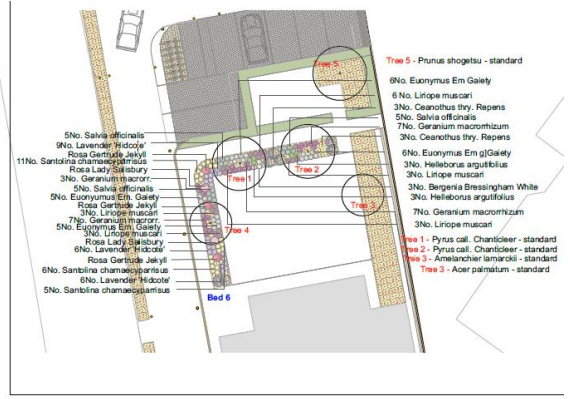 Tree 5
Tree 5 - Prunus shogetsu - standard
6No. Euonymus Em Gaiety
6 No. Liriope muscari
3No. Ceanothus thry. Repens
5No. Salvia officinalis
7No. Geranium macrorrhizum
3No. Ceanothus thry. Repens
6No. Euonymus Em g]Gaiety
3No. Helleborus argutifolius
3No. Liriope muscari
3No. Bergenia Bressingham White
3No. Helleborus argutifolius
7No. Geranium macrorrhizum
3No. Liriope muscari
Tree 1 - Pyrus call. Chanticleer - standard
Tree 2 - Pyrus call. Chanticleer - standard
Tree 3 - Amelanchier lamarckii - standard
Tree 3 - Acer palmatum - standard
5No. Salvia officinalis
9No. Lavender 'Hidcote'
Rosa Gertrude Jekyll
11No. Santolina chamaecyparrisus
Rosa Lady Salisbury
3No. Geranium macrorr.
5No. Salvia officinalis
5No. Euonyumus Em. Gaiety
Rosa Gertrude Jekyll
3No. Liriope muscari
7No. Geranium macrorr.
5No. Euonymus Em. Gaiety
3No. Liriope muscari
Rosa Lady Salisbury
6No. Lavender 'Hidcote'
Rosa Gertrude Jekyll
6No. Santolina chamaecyparrisus
6No. Lavender 'Hidcote'
5No. Santolina chamaecyparrisus
Tree 1
Tree 2
Tree 3
Tree 4
Bed 6